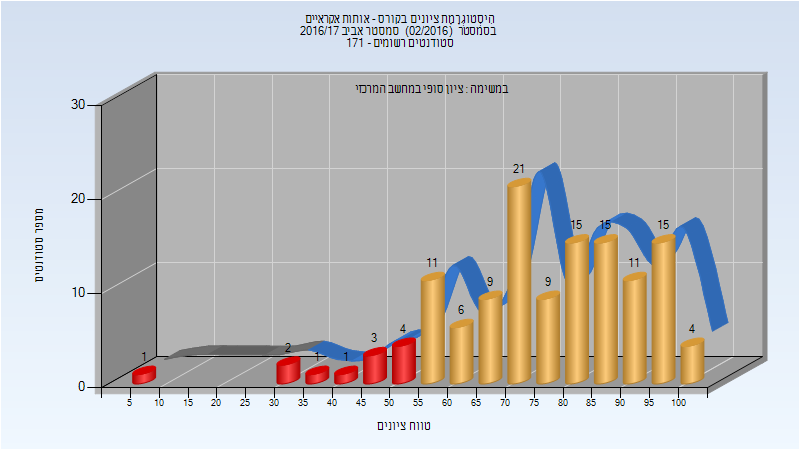 היסטוגרמת ציונים בקורס - אותות אקראיים
בסמסטר (02/2016) סמסטר אביב 2016/17
סטודנטים רשומים - 171
במשימה : ציון סופי במחשב המרכזי
מספר סטודנטים
30
20
10
0
1
2
1
1
3
4
11
6
9
21
9
15
15
11
15
4
5 10 15 20 25 30 35 40 45 50 55 60 65 70 75 80 85 90 95 100
טווח ציונים